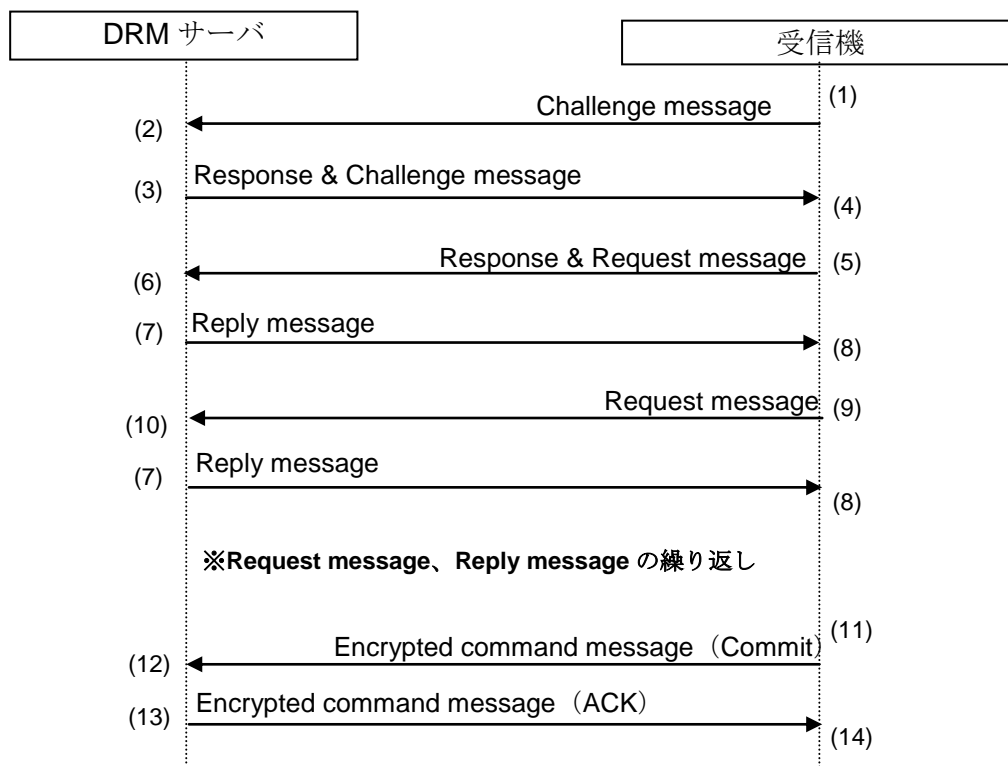 DRM サーバ
受信機
(1)
Challenge message
(2)
Response & Challenge message
(3)
(4)
Response & Request message
(5)
(6)
Reply message
(7)
(8)
Request message
(9)
(10)
Reply message
(7)
(8)
※Request message、Reply message の繰り返し
(11)
Encrypted command message（Commit）
(12)
Encrypted command message（ACK）
(13)
(14)